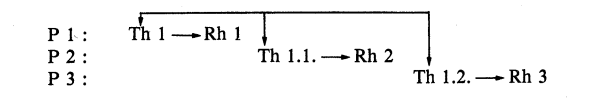 P 1 : Th 1 → Rh 1
P 2 : Th 1.1. → Rh 2
P 3 : Th 1.2. → Rh 3